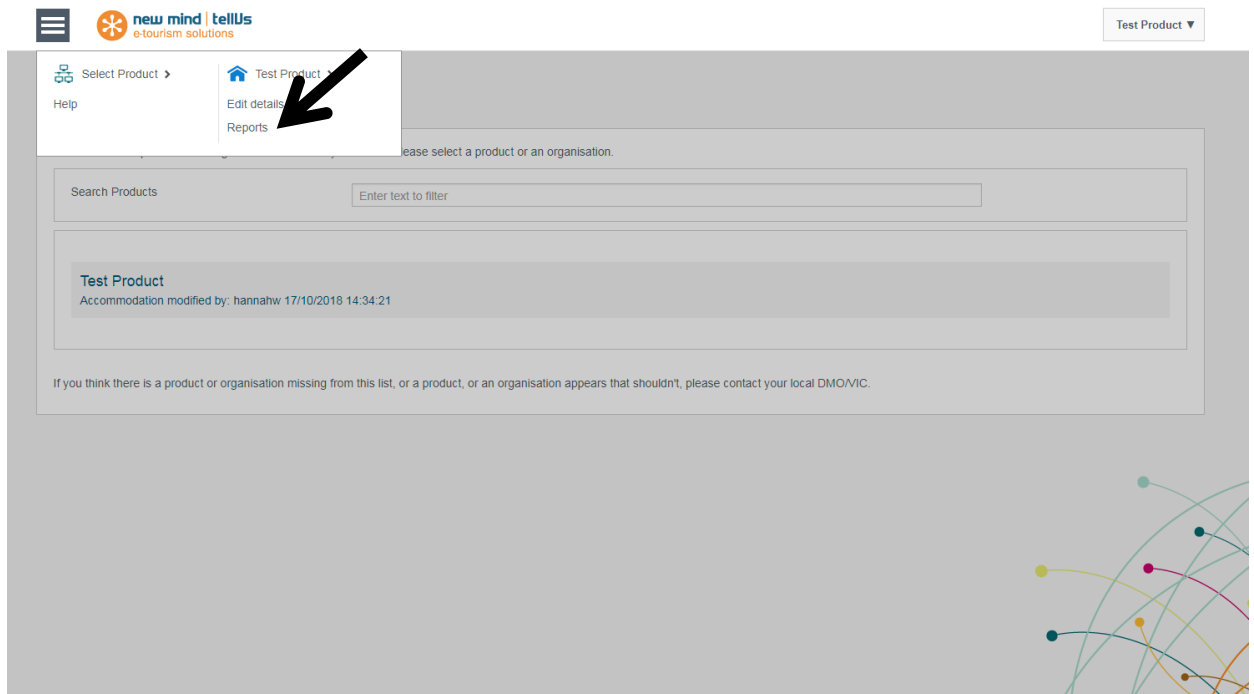 new mind | tellUs
e-tourism solutions
Test Product ▼
Select Product >
Help
Test Product
Edit details
Reports
please select a product or an organisation.
Search Products
Enter text to filter
Test Product
Accommodation modified by: hannahw 17/10/2018 14:34:21
If you think there is a product or organisation missing from this list, or a product, or an organisation appears that shouldn't, please contact your local DMO/VIC.